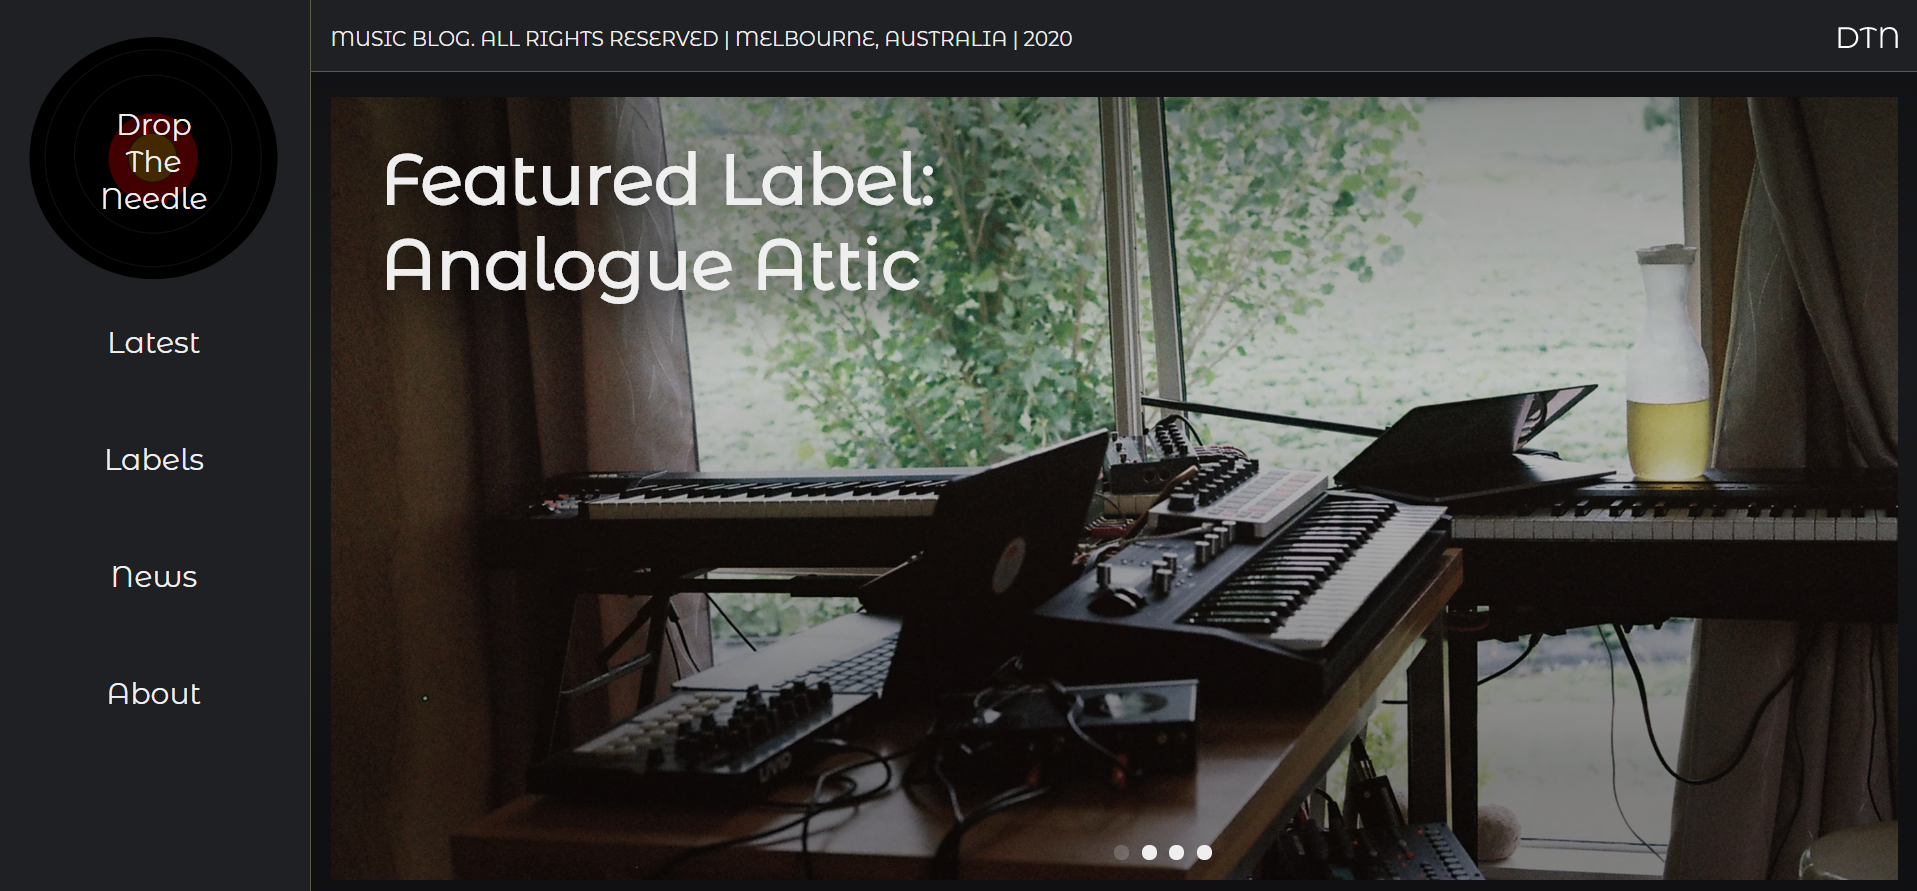 Drop
The
Needle
Latest
Labels
News
About
MUSIC BLOG. ALL RIGHTS RESERVED | MELBOURNE, AUSTRALIA | 2020
DTN
Featured Label:
Analogue Attic
LIVID